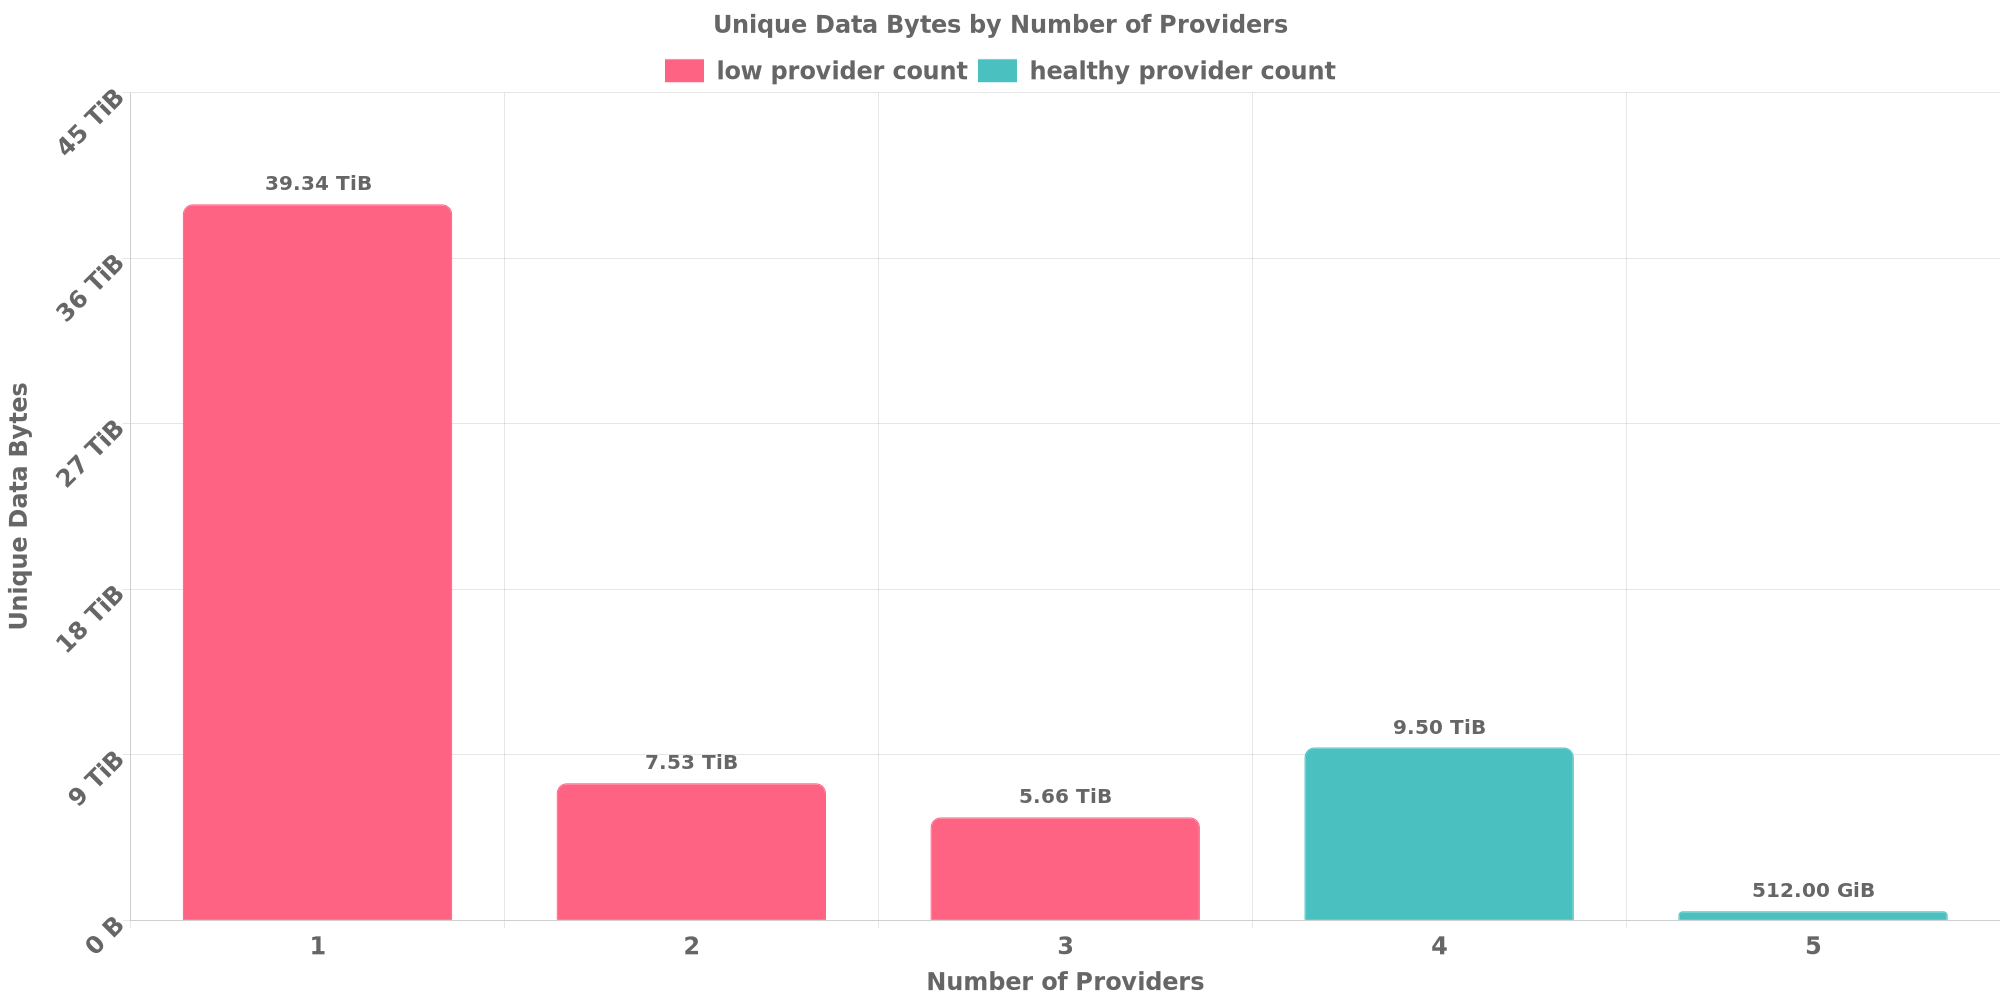 Unique Data Bytes by Number of Providers
low provider count
healthy provider count
45 TiB
36 TiB
27 TiB
18 TiB
9 TiB
0 B
Unique Data Bytes
39.34 TiB
7.53 TiB
5.66 TiB
9.50 TiB
512.00 GiB
1
2
3
4
5
Number of Providers